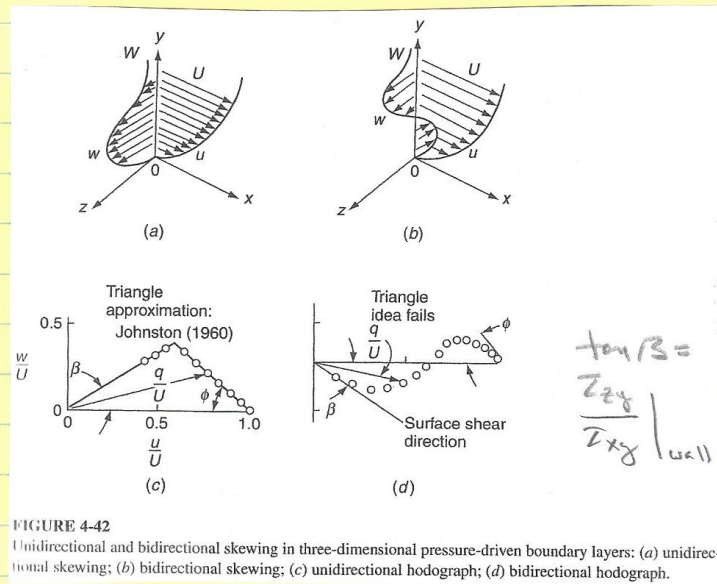 y
W
U
w
u
0
z
x
(a)
y
W
U
w
u
0
z
x
(b)
Triangle
approximation:
Johnston (1960)
0.5
w/U
β
q/U
ϕ
0
0
0.5
1.0
u/U
(c)
Triangle
idea fails
q/U
ϕ
β
Surface shear
direction
(d)
tan β =
τzy
τxy | wall
FIGURE 4-42
Unidirectional and bidirectional skewing in three-dimensional pressure-driven boundary layers: (a) unidirec-
tional skewing; (b) bidirectional skewing; (c) unidirectional hodograph; (d) bidirectional hodograph.